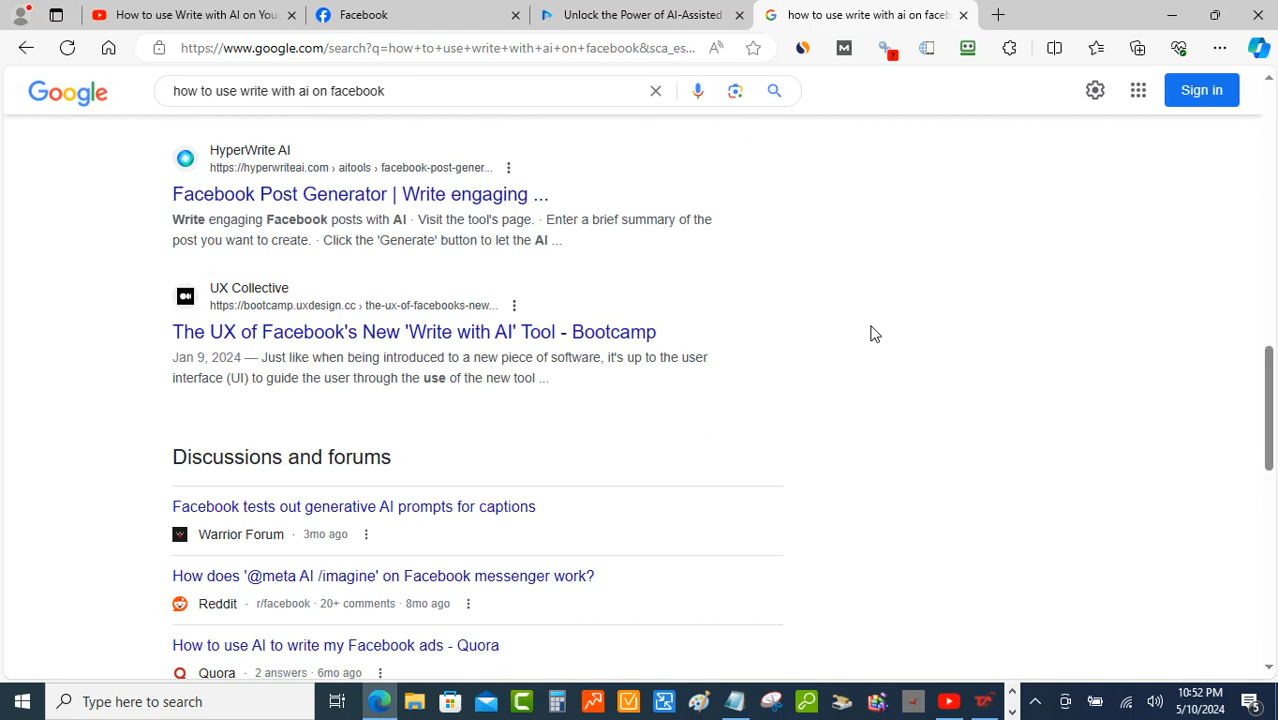 How to use Write with AI on You
Facebook
Unlock the Power of AI-Assisted
how to use write with ai on faceb
https://www.google.com/search?q=how+to+use+write+with+ai+on+facebook&sca_es...
Google
how to use write with ai on facebook
Sign in
HyperWrite AI
https://hyperwriteai.com › aitools › facebook-post-gener...
Facebook Post Generator | Write engaging ...
Write engaging Facebook posts with AI · Visit the tool's page. · Enter a brief summary of the
post you want to create. · Click the 'Generate' button to let the AI ...
UX Collective
https://bootcamp.uxdesign.cc › the-ux-of-facebooks-new...
The UX of Facebook's New 'Write with AI' Tool - Bootcamp
Jan 9, 2024 — Just like when being introduced to a new piece of software, it's up to the user
interface (UI) to guide the user through the use of the new tool ...
Discussions and forums
Facebook tests out generative AI prompts for captions
Warrior Forum · 3mo ago
How does '@meta AI /imagine' on Facebook messenger work?
Reddit · r/facebook · 20+ comments · 8mo ago
How to use AI to write my Facebook ads - Quora
Quora · 2 answers · 6mo ago
Type here to search
10:52 PM
5/10/2024
5